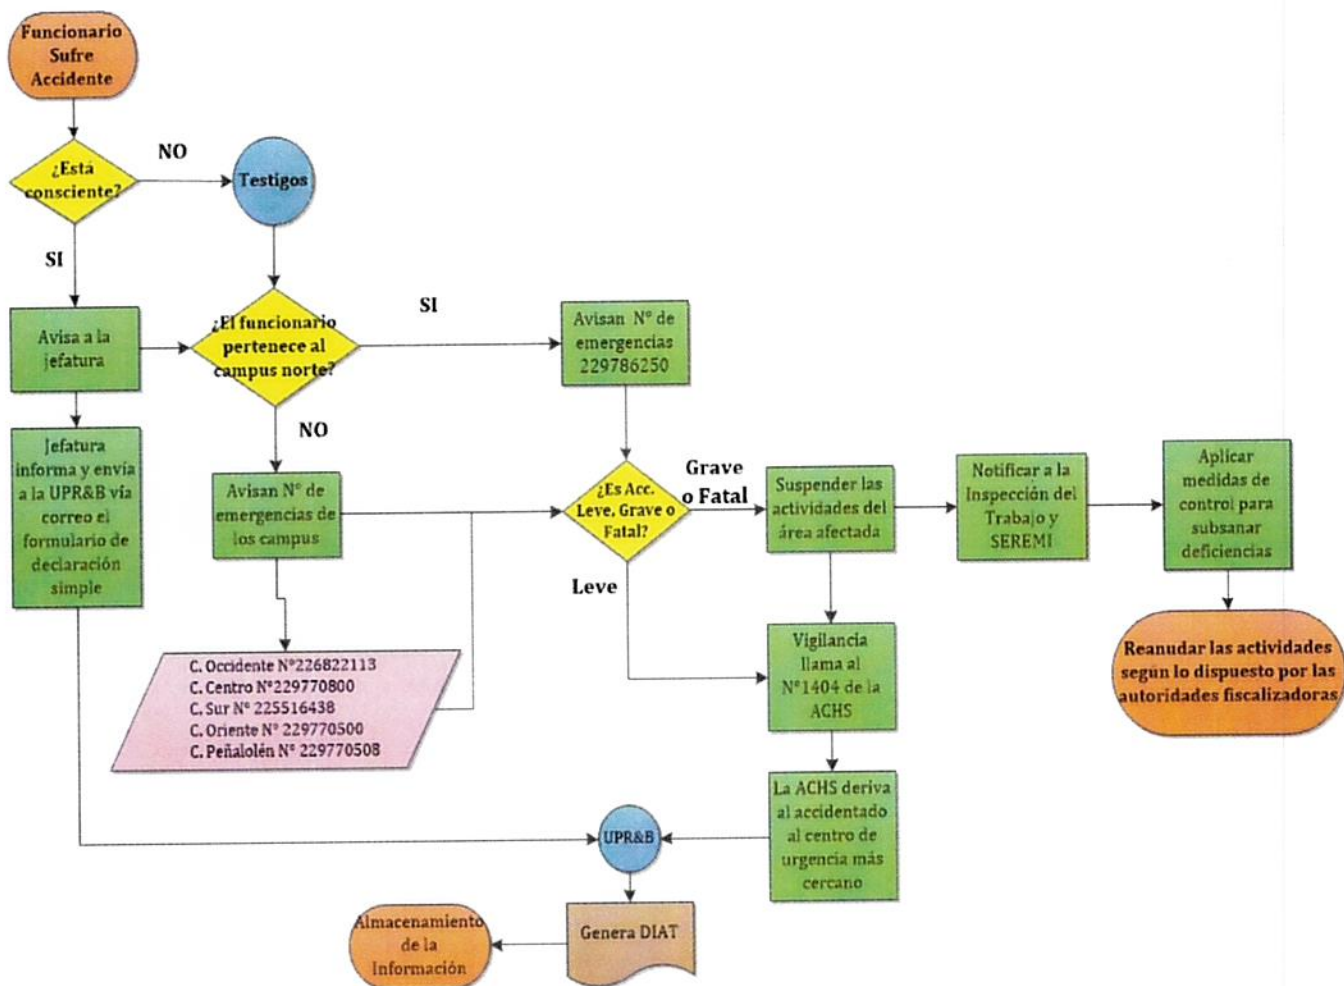 Funcionario
Sufre
Accidente
¿Está
consciente?
NO
Testigos
SI
Avisa a la
jefatura
¿El funcionario
pertenece al
campus norte?
SI
Avisan N° de
emergencias
229786250
NO
Jefatura
informa y envía
a la UPR&B vía
correo el
formulario de
declaración
simple
Avisan N° de
emergencias de
los campus
¿Es Acc.
Leve, Grave o
Fatal?
Grave
o Fatal
Suspender las
actividades del
área afectada
Notificar a la
Inspección del
Trabajo y
SEREMI
Aplicar
medidas de
control para
subsanar
deficiencias
Leve
C. Occidente N°226822113
C. Centro N°229770800
C. Sur N° 225516438
C. Oriente N° 229770500
C. Peñalolén N° 229770508
Vigilancia
llama al
N°1404 de la
ACHS
Reanudar las actividades
según lo dispuesto por las
autoridades fiscalizadoras
La ACHS deriva
al accidentado
al centro de
urgencia más
cercano
UPR&B
Genera DIAT
Almacenamiento
de la
Información